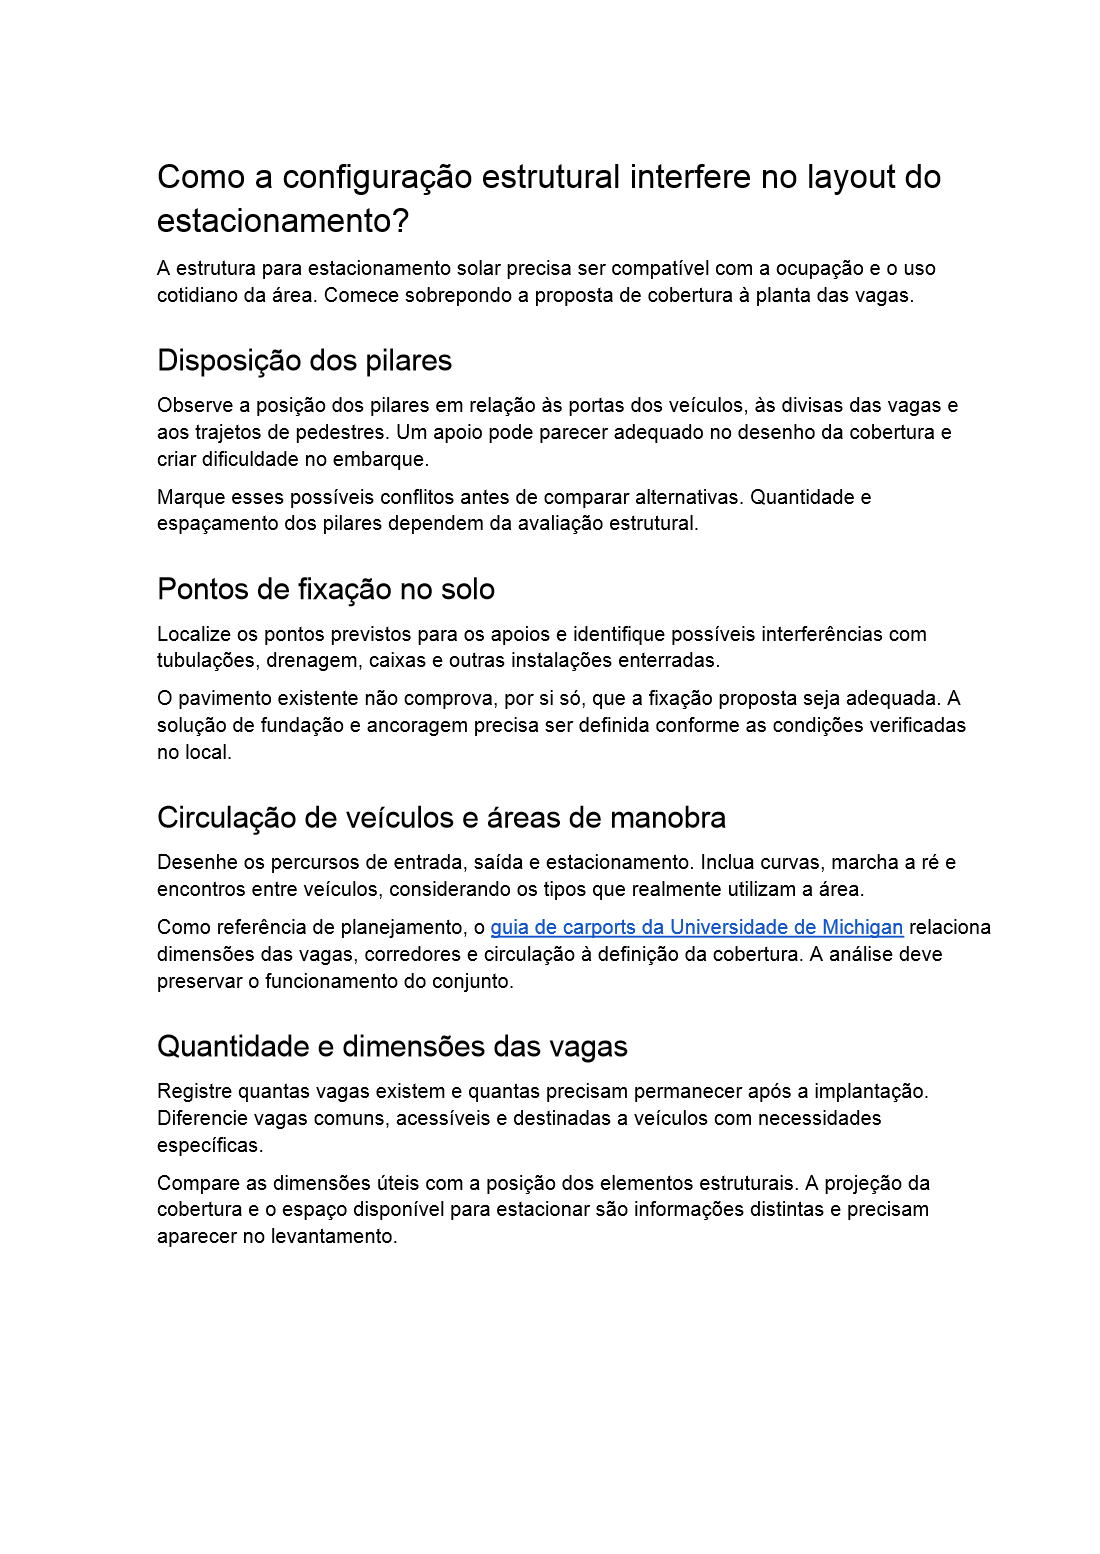 Como a configuração estrutural interfere no layout do
estacionamento?
A estrutura para estacionamento solar precisa ser compatível com a ocupação e o uso
cotidiano da área. Comece sobrepondo a proposta de cobertura à planta das vagas.
Disposição dos pilares
Observe a posição dos pilares em relação às portas dos veículos, às divisas das vagas e
aos trajetos de pedestres. Um apoio pode parecer adequado no desenho da cobertura e
criar dificuldade no embarque.
Marque esses possíveis conflitos antes de comparar alternativas. Quantidade e
espaçamento dos pilares dependem da avaliação estrutural.
Pontos de fixação no solo
Localize os pontos previstos para os apoios e identifique possíveis interferências com
tubulações, drenagem, caixas e outras instalações enterradas.
O pavimento existente não comprova, por si só, que a fixação proposta seja adequada. A
solução de fundação e ancoragem precisa ser definida conforme as condições verificadas
no local.
Circulação de veículos e áreas de manobra
Desenhe os percursos de entrada, saída e estacionamento. Inclua curvas, marcha a ré e
encontros entre veículos, considerando os tipos que realmente utilizam a área.
Como referência de planejamento, o guia de carports da Universidade de Michigan relaciona
dimensões das vagas, corredores e circulação à definição da cobertura. A análise deve
preservar o funcionamento do conjunto.
Quantidade e dimensões das vagas
Registre quantas vagas existem e quantas precisam permanecer após a implantação.
Diferencie vagas comuns, acessíveis e destinadas a veículos com necessidades
específicas.
Compare as dimensões úteis com a posição dos elementos estruturais. A projeção da
cobertura e o espaço disponível para estacionar são informações distintas e precisam
aparecer no levantamento.